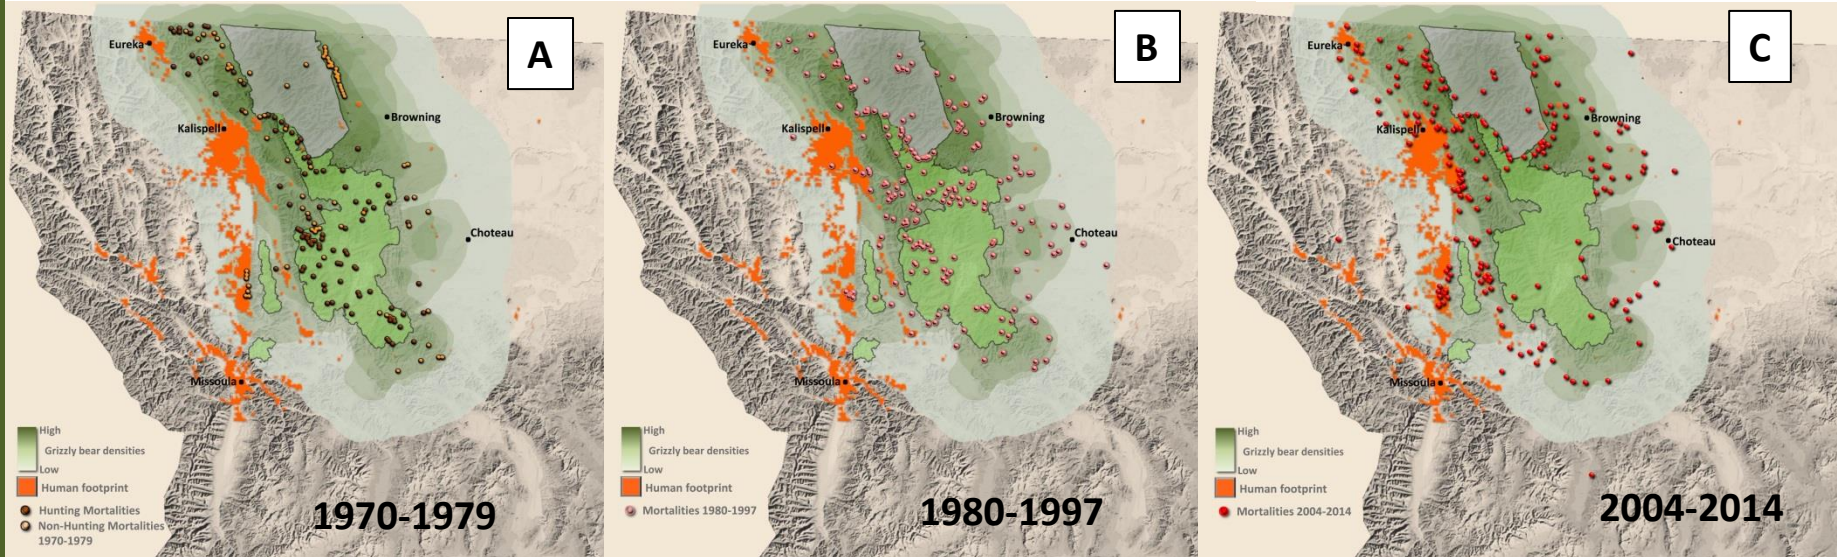 A
Eureka
Kalispell
Browning
Choteau
Missoula
High
Grizzly bear densities
Low
Human footprint
Hunting Mortalities
Non-Hunting Mortalities
1970-1979
1970-1979
B
Eureka
Kalispell
Browning
Choteau
Missoula
High
Grizzly bear densities
Low
Human footprint
Mortalities 1980-1997
1980-1997
C
Eureka
Kalispell
Browning
Choteau
Missoula
High
Grizzly bear densities
Low
Human footprint
Mortalities 2004-2014
2004-2014